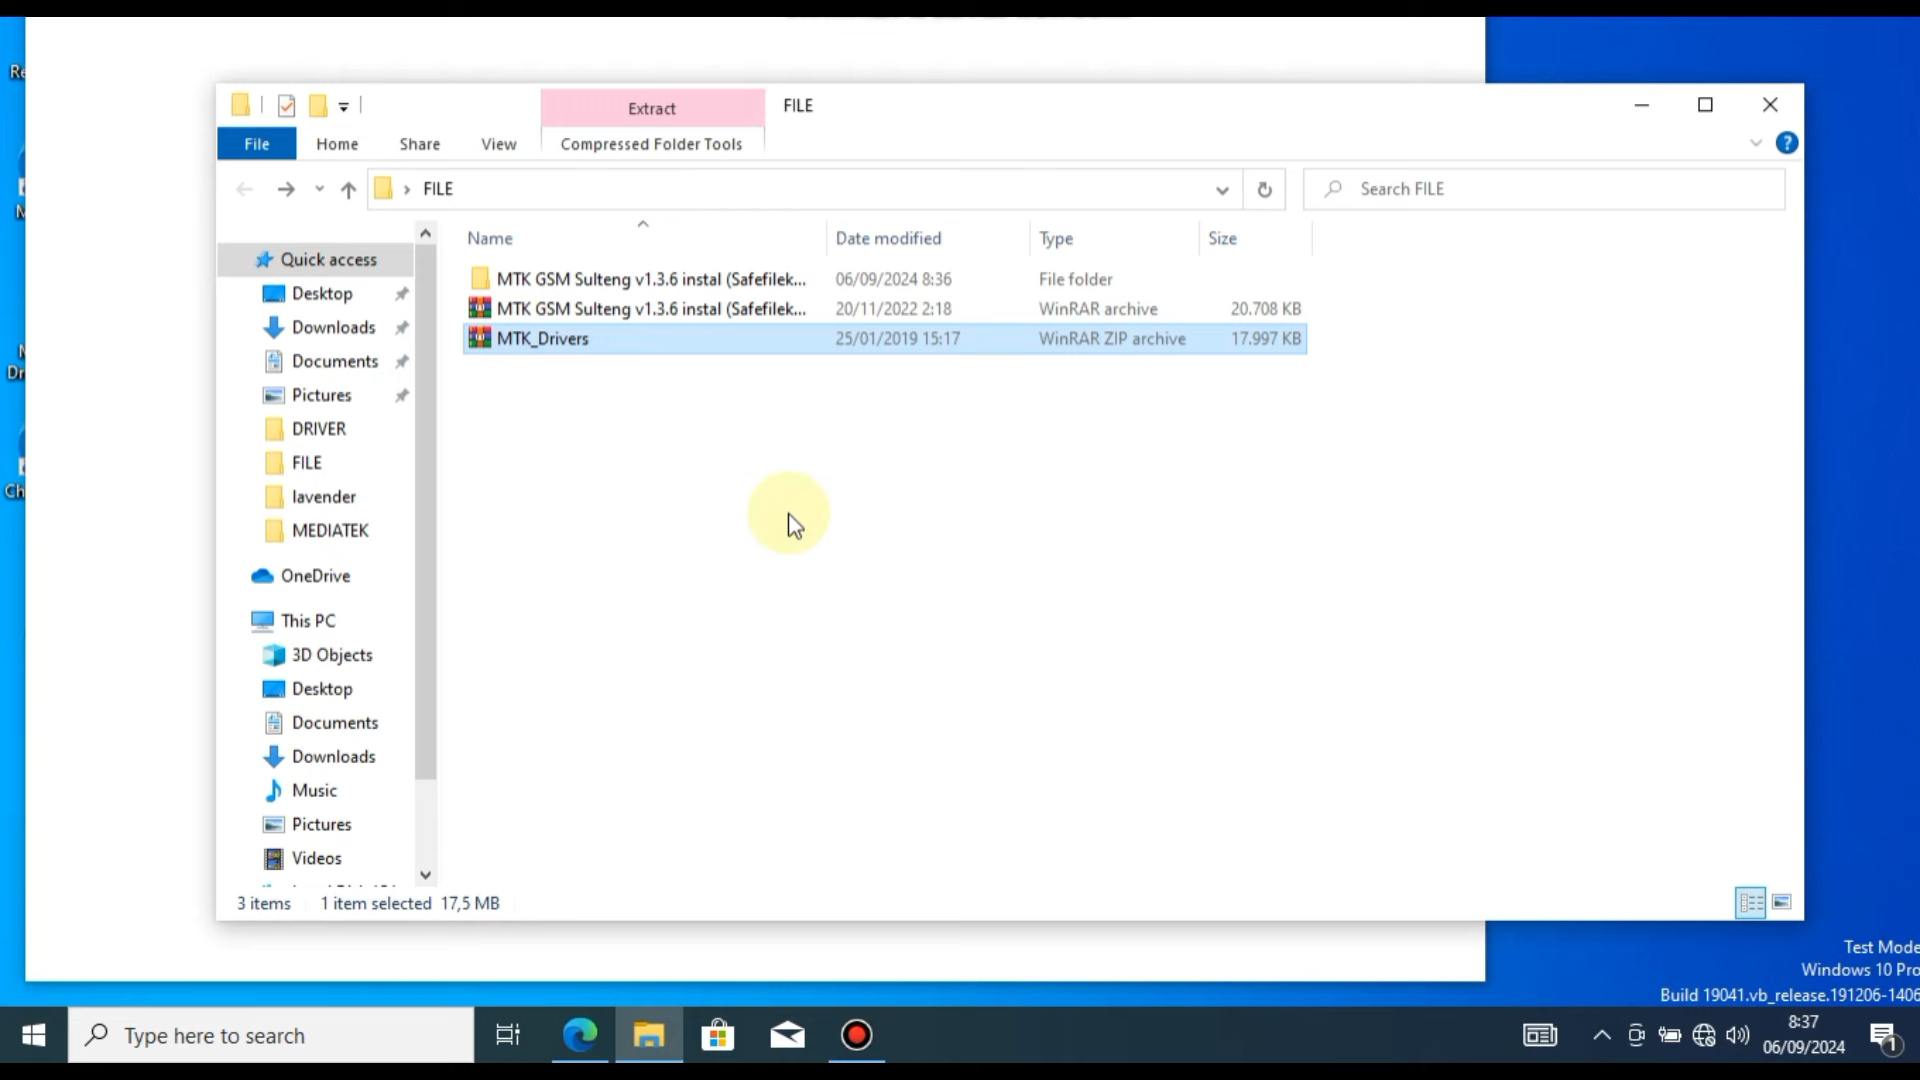 Extract
FILE
File
Home
Share
View
Compressed Folder Tools
FILE
Search FILE
Name
Date modified
Type
Size
Quick access
Desktop
Downloads
Documents
Pictures
DRIVER
FILE
lavender
MEDIATEK
OneDrive
This PC
3D Objects
Desktop
Documents
Downloads
Music
Pictures
Videos
MTK GSM Sulteng v1.3.6 instal (Safefilek... 06/09/2024 8:36 File folder
MTK GSM Sulteng v1.3.6 instal (Safefilek... 20/11/2022 2:18 WinRAR archive 20.708 KB
MTK_Drivers 25/01/2019 15:17 WinRAR ZIP archive 17.997 KB
3 items 1 item selected 17,5 MB
Re
M
Dr
Ch
Test Mode
Windows 10 Pro
Build 19041.vb_release.191206-1406
Type here to search
8:37
06/09/2024
1